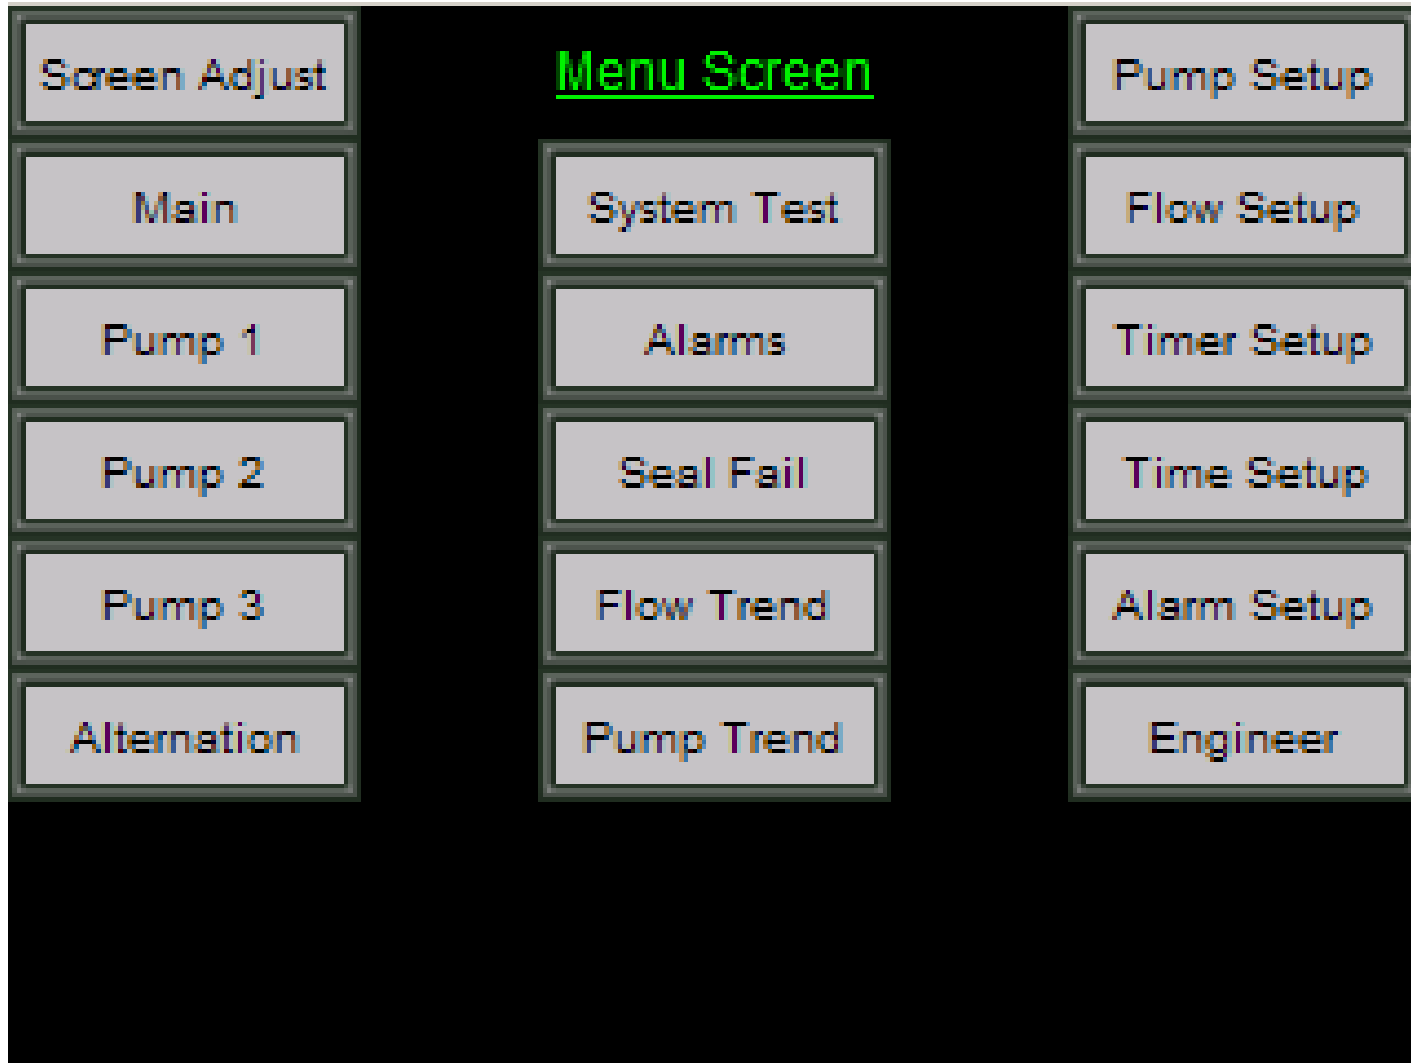 Menu Screen
Screen Adjust
Main
Pump 1
Pump 2
Pump 3
Alternation
System Test
Alarms
Seal Fail
Flow Trend
Pump Trend
Pump Setup
Flow Setup
Timer Setup
Time Setup
Alarm Setup
Engineer